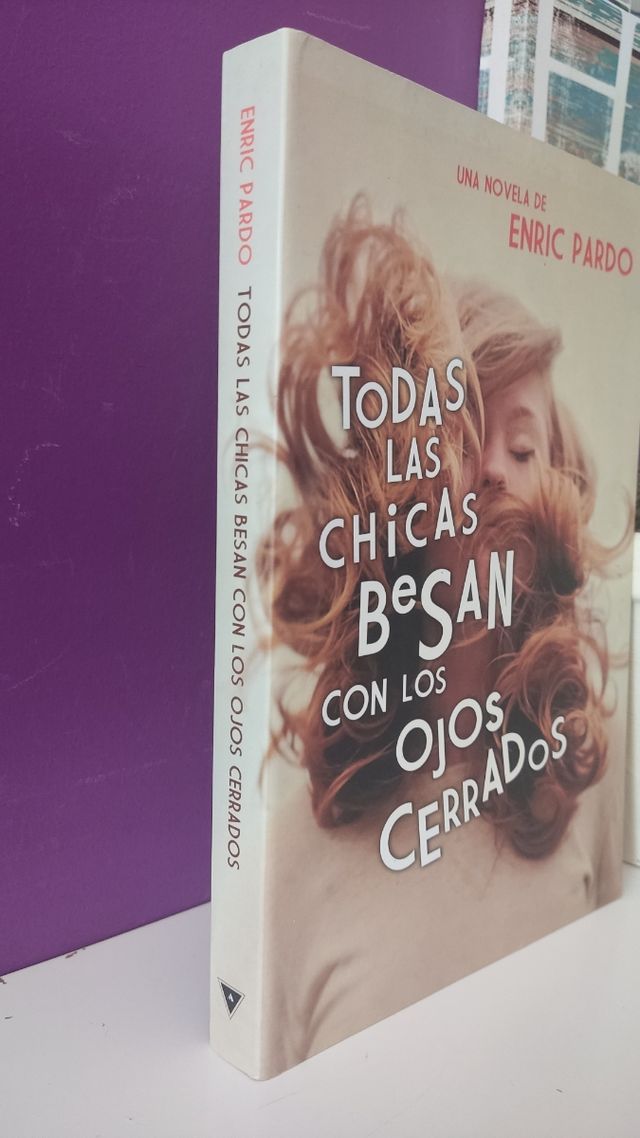 ENRIC PARDO TODAS LAS CHICAS BESAN CON LOS OJOS CERRADOS
A
UNA NOVELA DE
ENRIC PARDO
TODAS
LAS
CHiCAS
BeSAN
CON LOS
OJOS
CERRADOS